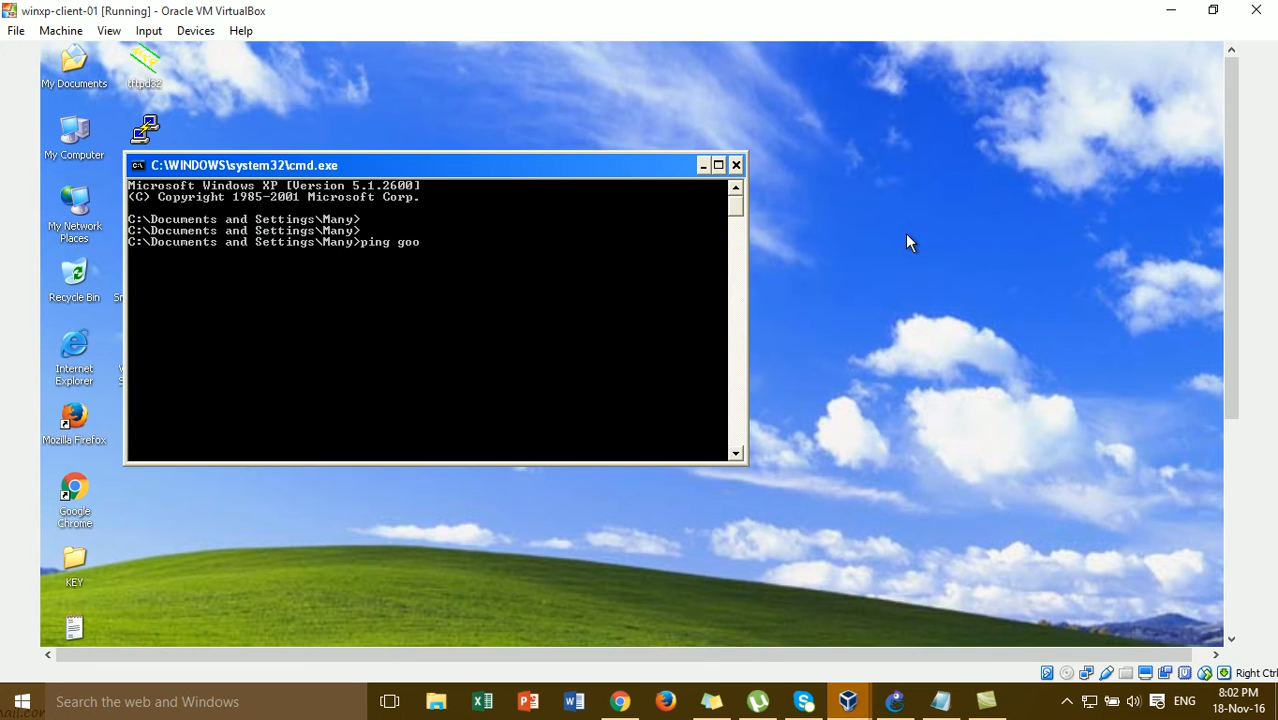 winxp-client-01 [Running] - Oracle VM VirtualBox
File Machine View Input Devices Help
My Documents
tftpd32
My Computer
My Network
Places
Recycle Bin
Internet
Explorer
Mozilla Firefox
Google
Chrome
KEY
C:\WINDOWS\system32\cmd.exe
Microsoft Windows XP [Version 5.1.2600]
(C) Copyright 1985-2001 Microsoft Corp.
C:\Documents and Settings\Many>
C:\Documents and Settings\Many>
C:\Documents and Settings\Many>ping goo
Right Ctrl
Search the web and Windows
ENG
8:02 PM
18-Nov-16